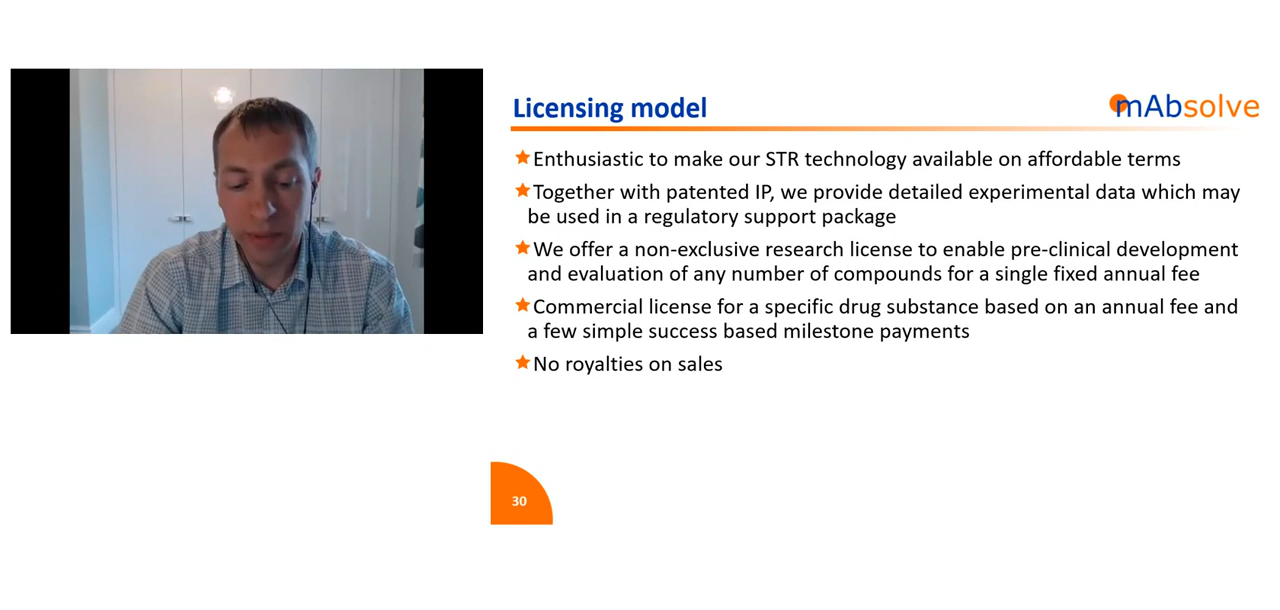 Licensing model
mAbsolve
Enthusiastic to make our STR technology available on affordable terms
Together with patented IP, we provide detailed experimental data which may
be used in a regulatory support package
We offer a non-exclusive research license to enable pre-clinical development
and evaluation of any number of compounds for a single fixed annual fee
Commercial license for a specific drug substance based on an annual fee and
a few simple success based milestone payments
No royalties on sales
30